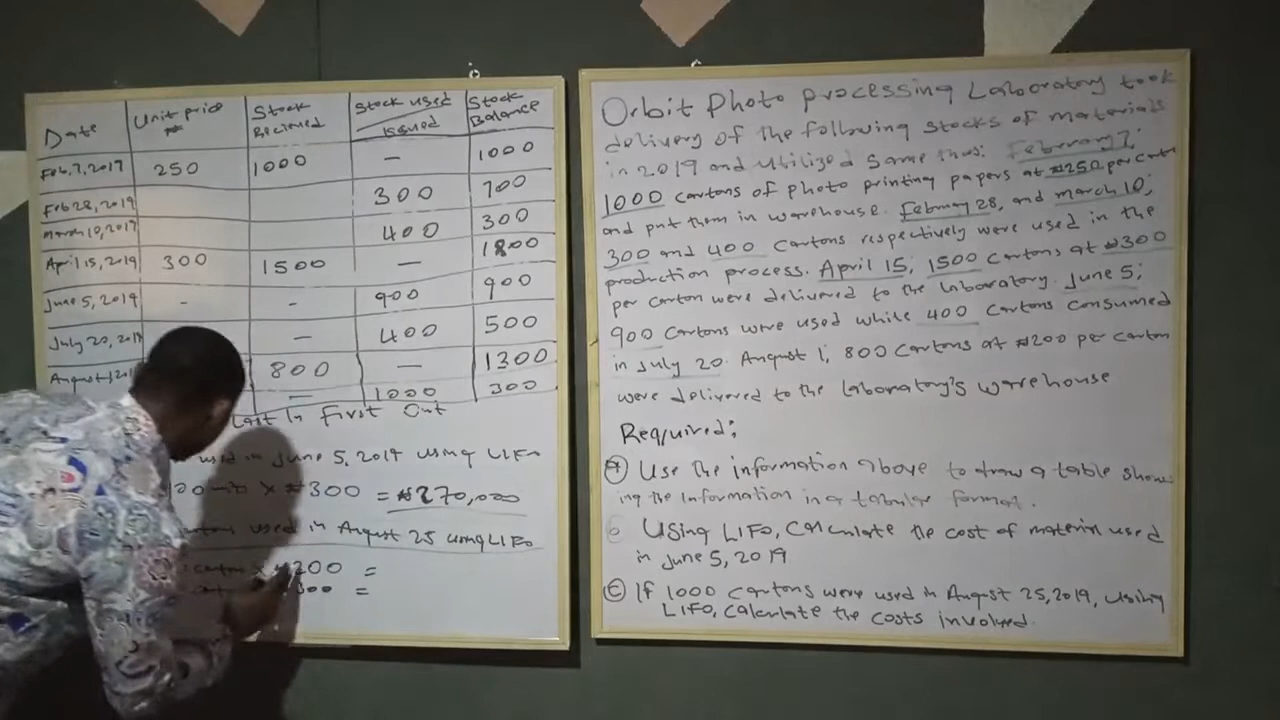 Date Unit price ₦ Stock Recieved Stock used/Issued Stock Balance
Feb, 7, 2019 250 1000 — 1000
Feb 28, 2019 300 700
March 10, 2019 400 300
April 15, 2019 300 1500 — 1800
June 5, 2019 - - 900 900
July 20, 2019 — 400 500
August 1, 201 800 — 1300
— 1000 300
Last In First Out
used in June 5, 2019 using LIFO
× ₦300 = ₦270,000
used in August 25 using LIFO
carton × ₦200 =
300 =
Orbit Photo processing Laboratory took
delivery of the following stocks of materials
in 2019 and utilized same thus: February 7;
1000 cartons of photo printing papers at ₦250 per carton
and put them in warehouse. February 28, and march 10;
300 and 400 cartons respectively were used in the
production process. April 15; 1500 cartons at ₦300
per carton were delivered to the laboratory. June 5;
900 cartons were used while 400 cartons consumed
in July 20. August 1; 800 cartons at ₦200 per carton
were delivered to the laboratory's warehouse
Required;
(A) Use the information above to draw a table show-
ing the information in a tabular format.
b Using LIFO, calculate the cost of material used
in June 5, 2019
(C) If 1000 cartons were used in August 25, 2019, using
LIFO, calculate the costs involved.